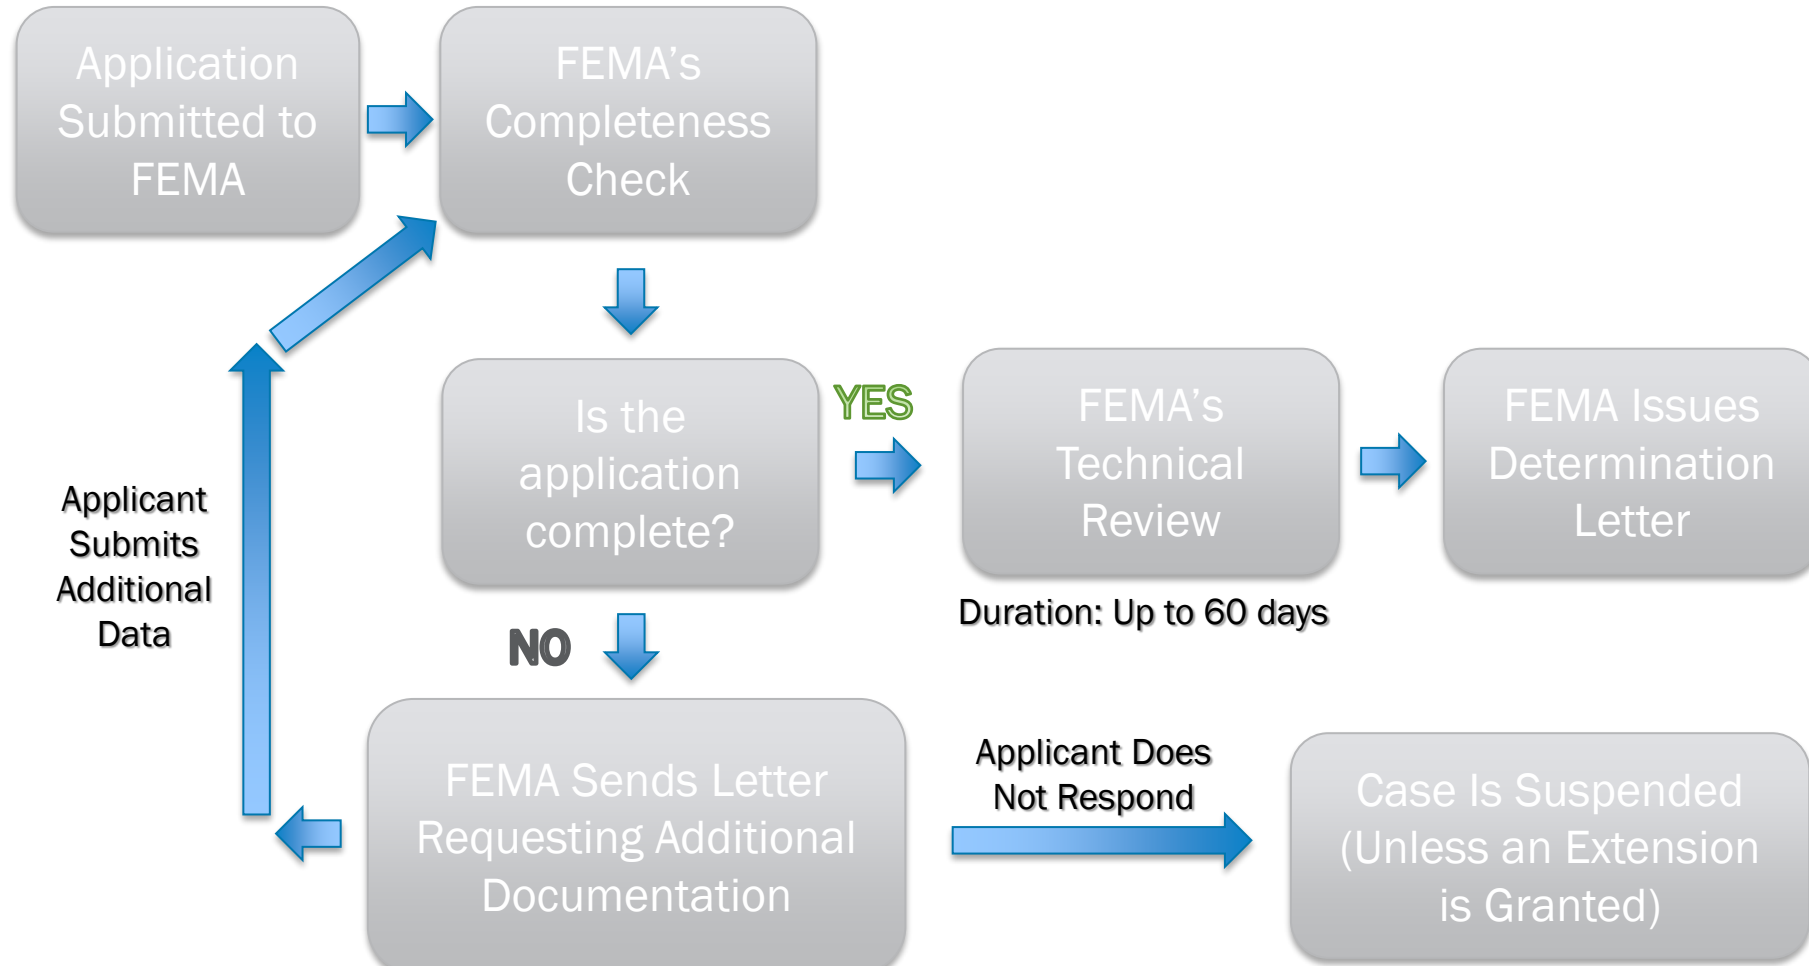 Application
Submitted to
FEMA
FEMA's
Completeness
Check
Is the
application
complete?
YES
FEMA's
Technical
Review
Duration: Up to 60 days
FEMA Issues
Determination
Letter
NO
Applicant
Submits
Additional
Data
FEMA Sends Letter
Requesting Additional
Documentation
Applicant Does
Not Respond
Case Is Suspended
(Unless an Extension
is Granted)